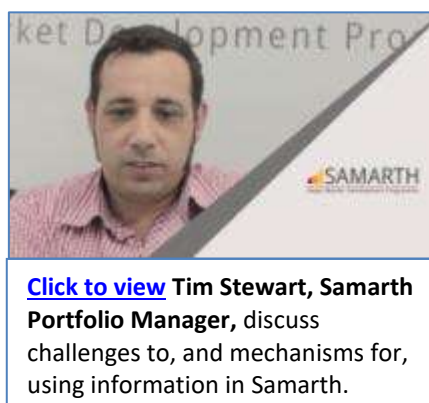 ket Development Pro
SAMARTH
Click to view Tim Stewart, Samarth
Portfolio Manager, discuss
challenges to, and mechanisms for,
using information in Samarth.